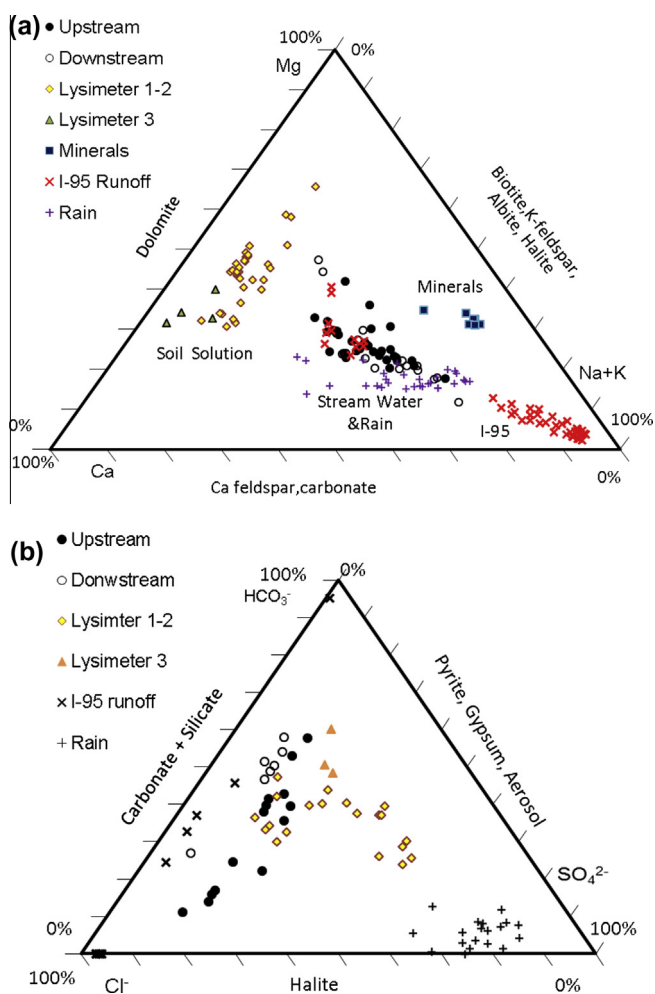 (a)
Upstream
Downstream
Lysimeter 1-2
Lysimeter 3
Minerals
I-95 Runoff
Rain
100%
0%
Mg
Dolomite
Biotite,K-feldspar,
Albite, Halite
Minerals
Soil Solution
Stream Water
&Rain
I-95
Na+K
0%
100%
100%
0%
Ca
Ca feldspar,carbonate
(b)
Upstream
Donwstream
Lysimter 1-2
Lysimeter 3
I-95 runoff
Rain
100%
0%
HCO₃⁻
Carbonate + Silicate
Pyrite, Gypsum, Aerosol
SO₄²⁻
0%
100%
100%
0%
Cl⁻
Halite